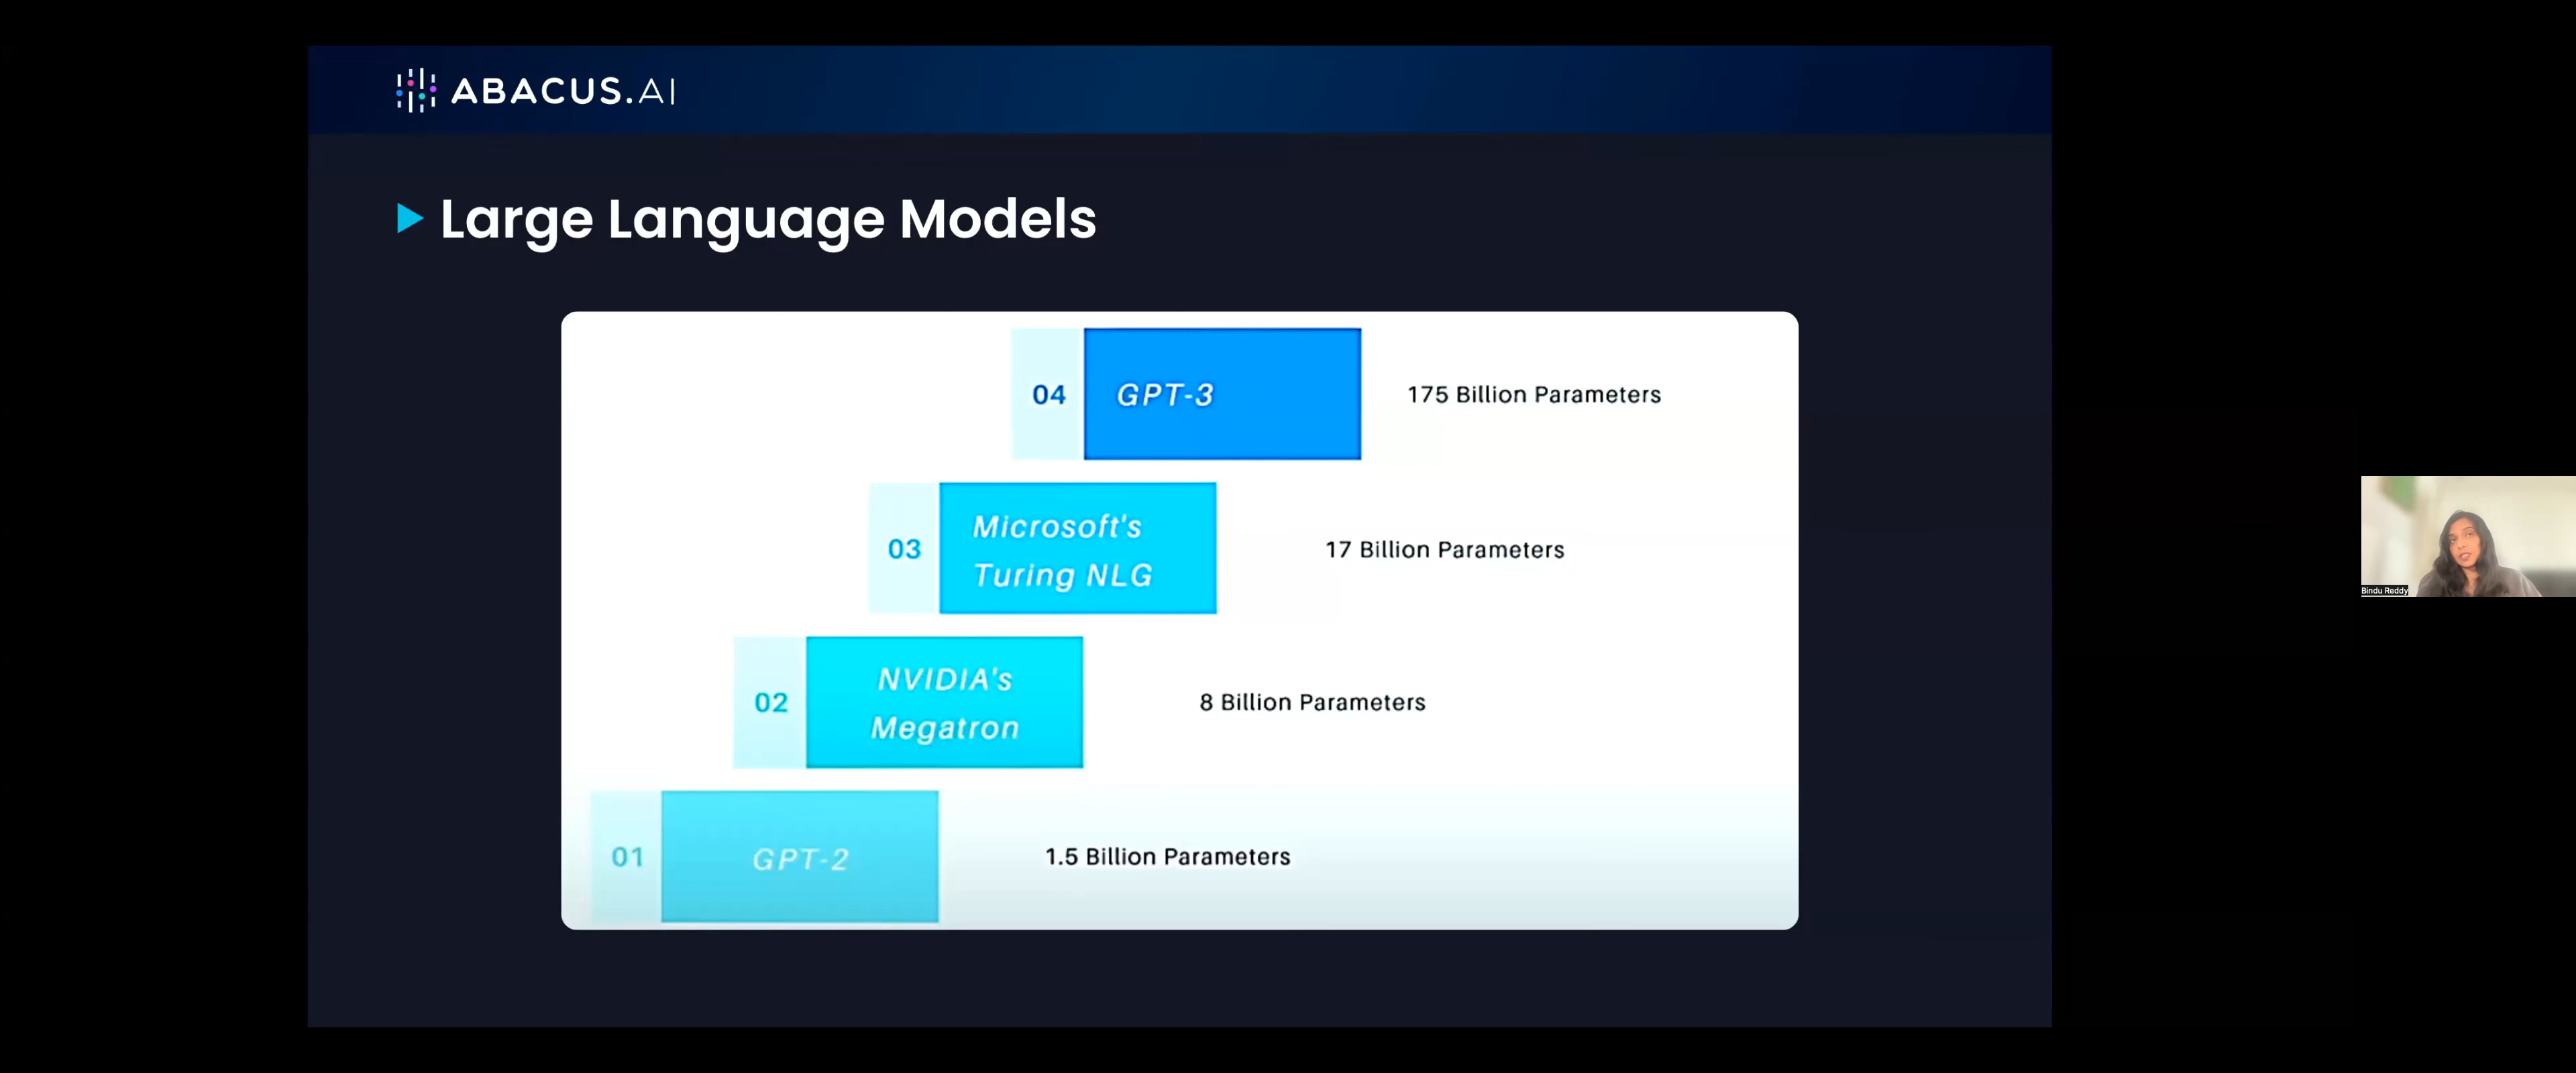 ABACUS.AI
Large Language Models
04
GPT-3
175 Billion Parameters
03
Microsoft's
Turing NLG
17 Billion Parameters
02
NVIDIA's
Megatron
8 Billion Parameters
01
GPT-2
1.5 Billion Parameters
Bindu Reddy